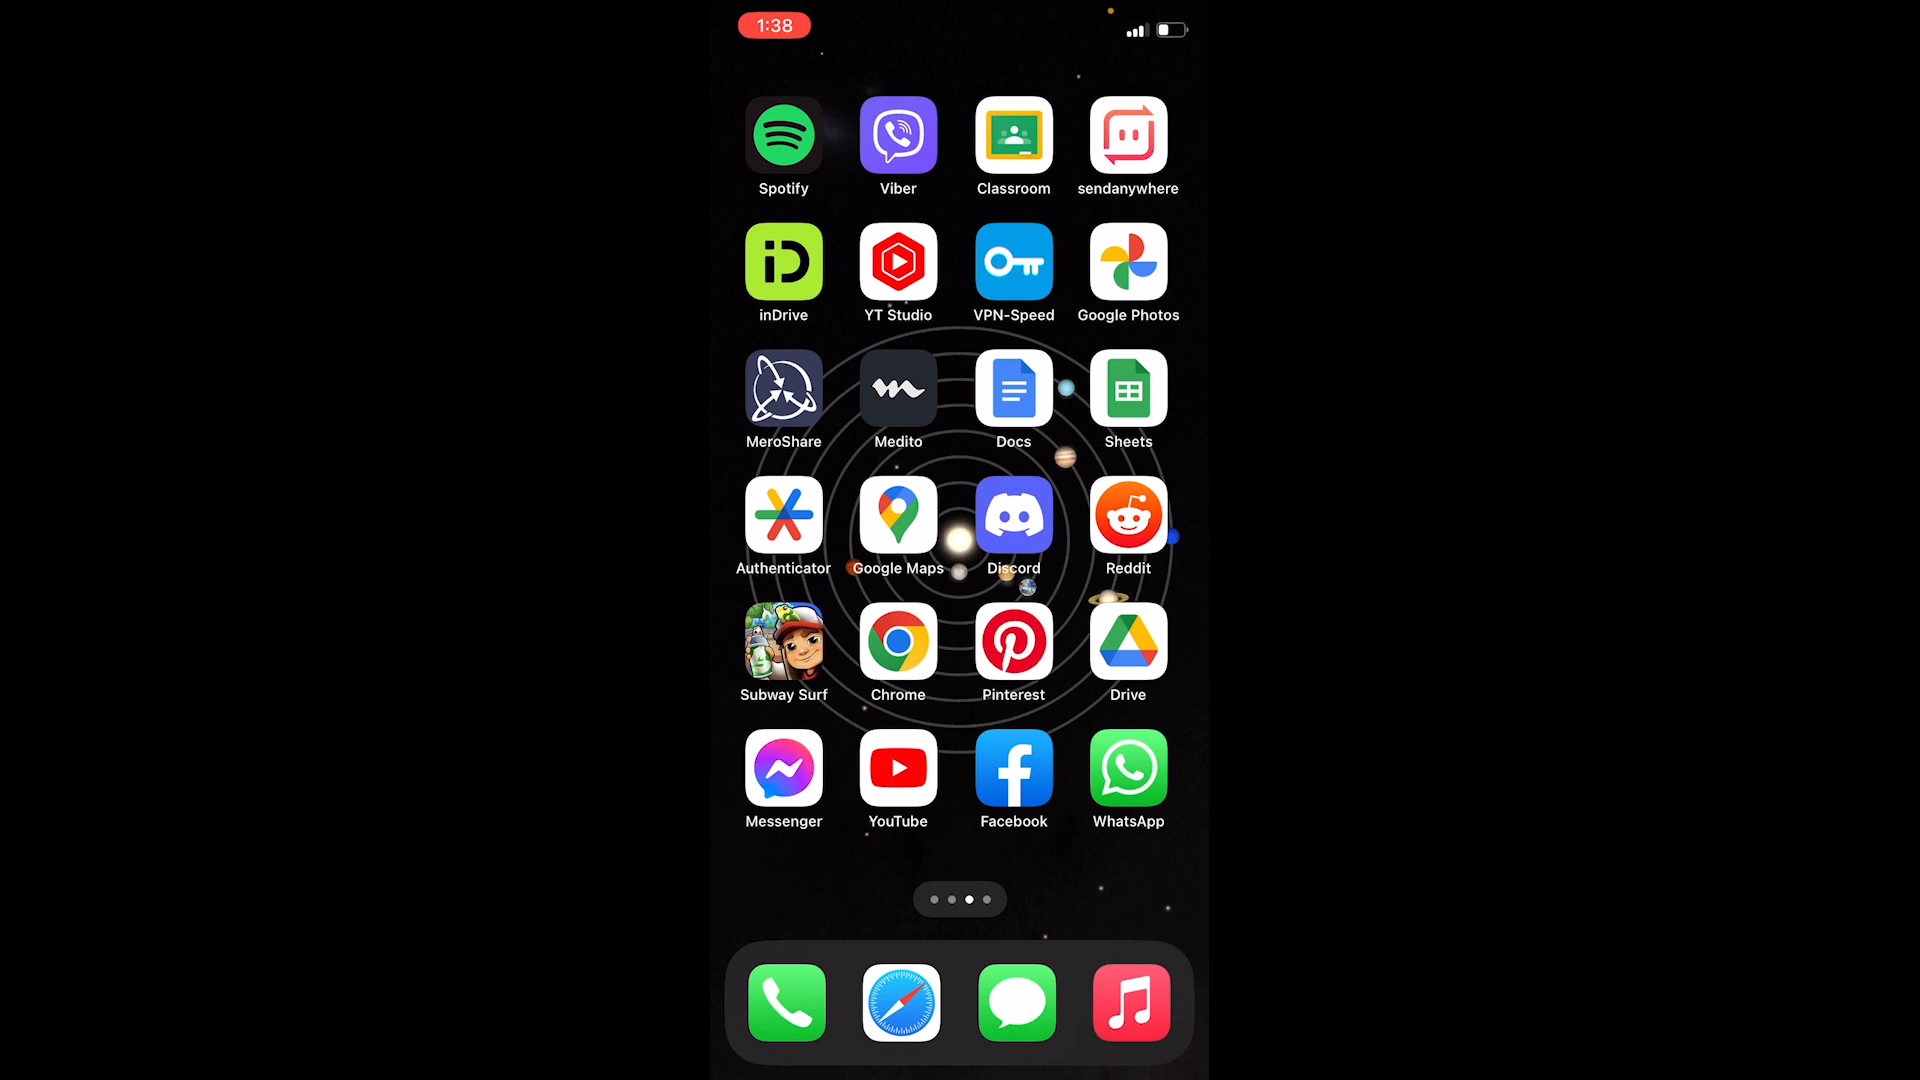 1:38
Spotify Viber Classroom sendanywhere
iD
inDrive YT Studio VPN-Speed Google Photos
MeroShare Medito Docs Sheets
Authenticator Google Maps Discord Reddit
Subway Surf Chrome Pinterest Drive
Messenger YouTube Facebook WhatsApp